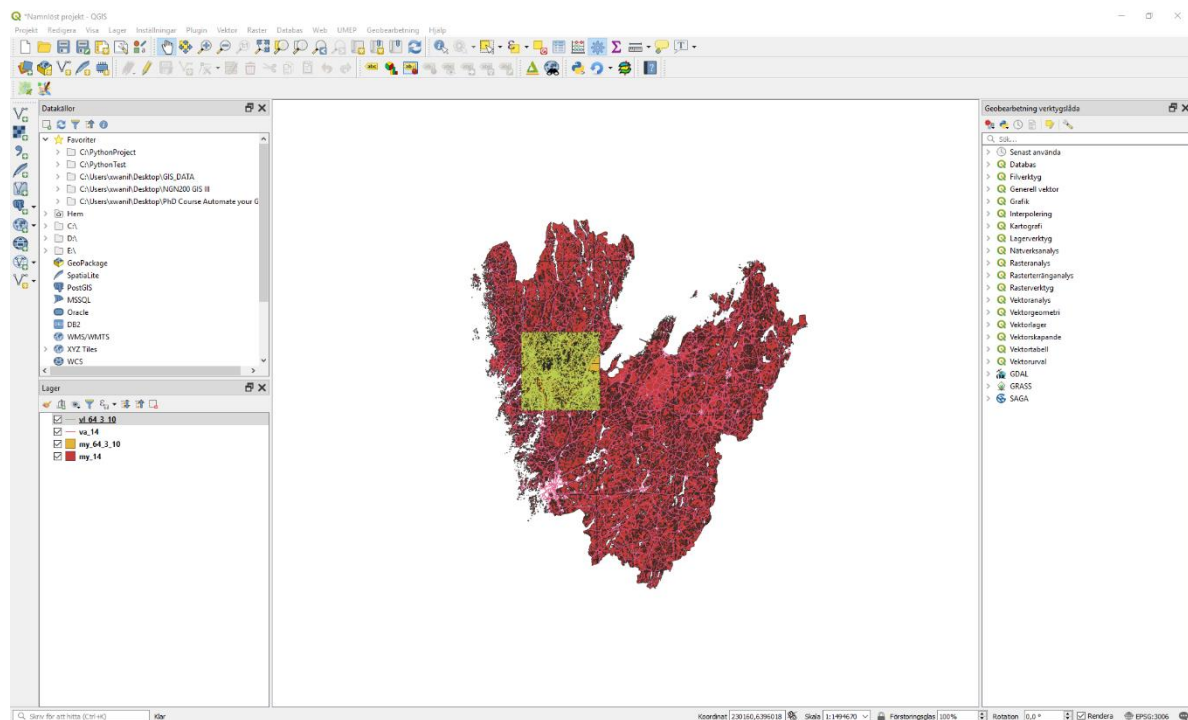 *Namnlöst projekt - QGIS
Projekt Redigera Visa Lager Inställningar Plugin Vektor Raster Databas Web UMEP Geobearbetning Hjälp
Datakällor
Favoriter
C:\PythonProject
C:\PythonTest
C:\Users\xwanil\Desktop\GIS_DATA
C:\Users\xwanil\Desktop\NGN200 GIS III
C:\Users\xwanil\Desktop\PhD Course Automate your G
Hem
C:\
D:\
E:\
GeoPackage
SpatiaLite
PostGIS
MSSQL
Oracle
DB2
WMS/WMTS
XYZ Tiles
WCS
Lager
vl_64_3_10
va_14
my_64_3_10
my_14
Geobearbetning verktygslåda
Sök...
Senast använda
Databas
Filverktyg
Generell vektor
Grafik
Interpolering
Kartografi
Lagerverktyg
Nätverksanalys
Rasteranalys
Rasterterränganalys
Rasterverktyg
Vektoranalys
Vektorgeometri
Vektorlager
Vektorskapande
Vektortabell
Vektorurval
GDAL
GRASS
SAGA
Skriv för att hitta (Ctrl+K) Klar Koordinat 230160,6396018 Skala 1:1494670 Förstoringsglas 100% Rotation 0,0 ° Rendera EPSG:3006